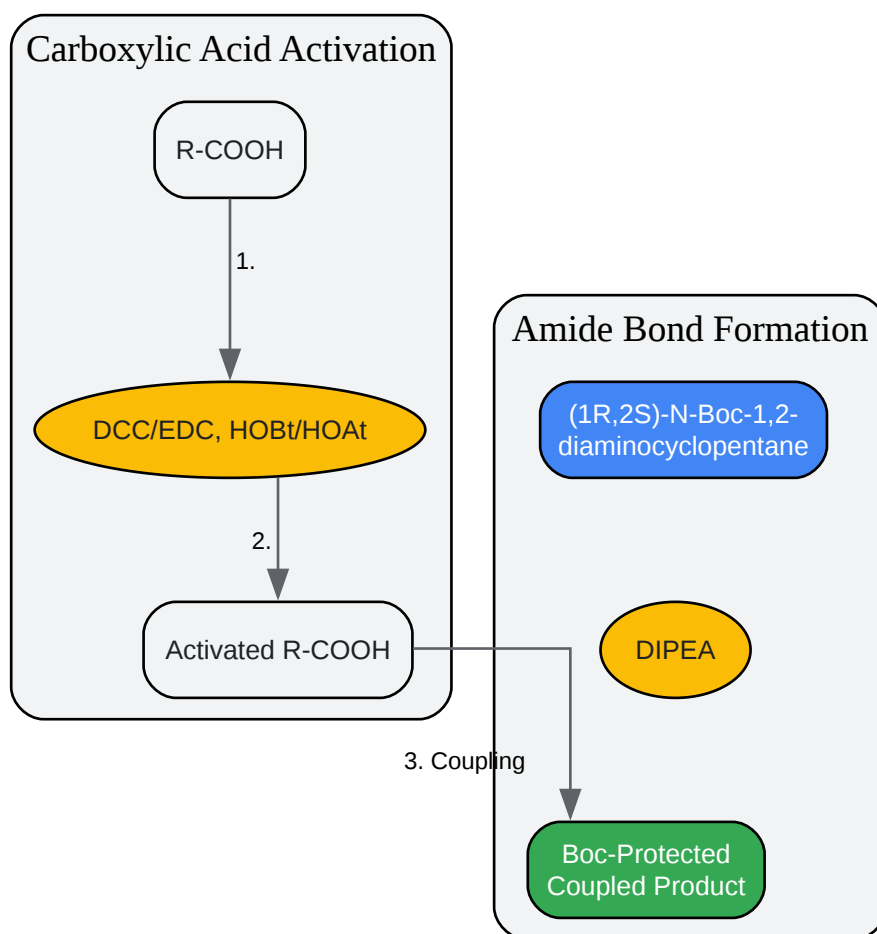 Carboxylic Acid Activation
R-COOH
1.
DCC/EDC, HOBt/HOAt
2.
Activated R-COOH
3. Coupling
Amide Bond Formation
(1R,2S)-N-Boc-1,2-
diaminocyclopentane
DIPEA
Boc-Protected
Coupled Product